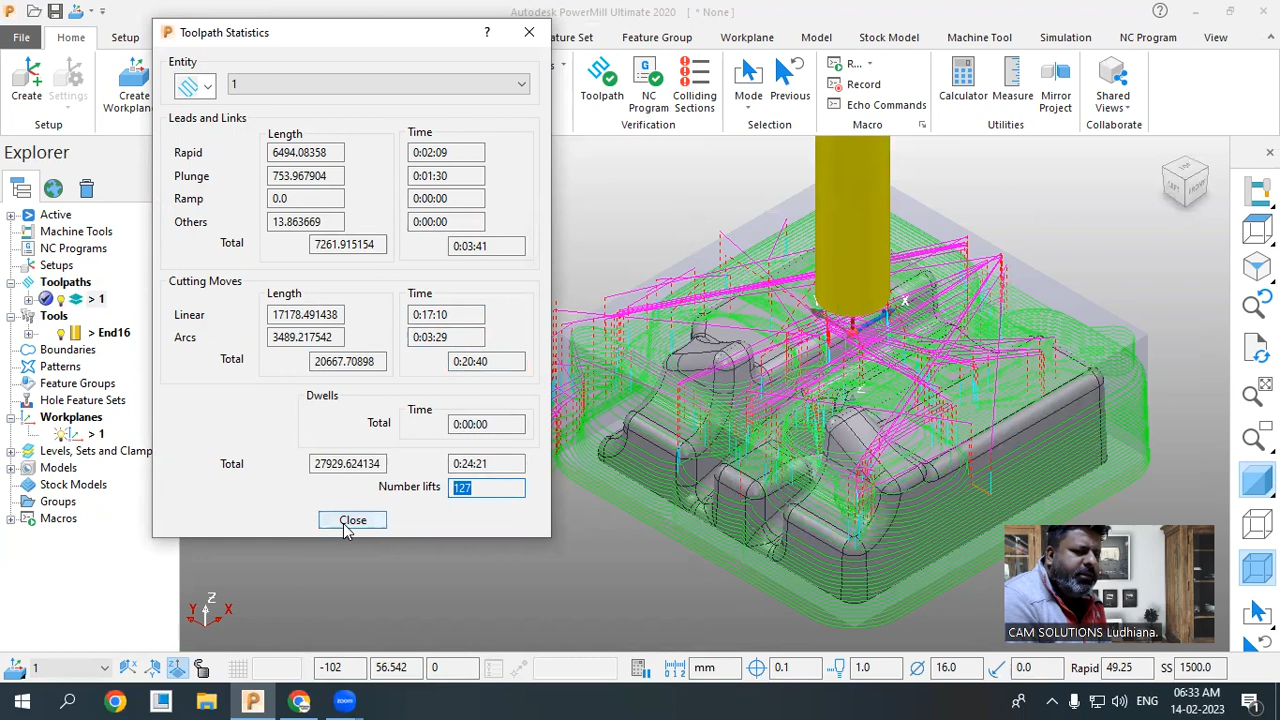 Autodesk PowerMill Ultimate 2020    [ * None ]
File
Home
Setup
ature Set
Feature Group
Workplane
Model
Stock Model
Machine Tool
Simulation
NC Program
View
Create
Settings
Setup
Create
Workplan
Toolpath
NC
Program
Colliding
Sections
Verification
Mode
Previous
Selection
R...
Record
Echo Commands
Macro
Calculator
Measure
Mirror
Project
Utilities
Shared
Views
Collaborate
Explorer
Active
Machine Tools
NC Programs
Setups
Toolpaths
> 1
Tools
> End16
Boundaries
Patterns
Feature Groups
Hole Feature Sets
Workplanes
> 1
Levels, Sets and Clamp
Models
Stock Models
Groups
Macros
Toolpath Statistics
?
Entity
1
Leads and Links
Length
Time
Rapid 6494.08358 0:02:09
Plunge 753.967904 0:01:30
Ramp 0.0 0:00:00
Others 13.863669 0:00:00
Total 7261.915154 0:03:41
Cutting Moves
Length
Time
Linear 17178.491438 0:17:10
Arcs 3489.217542 0:03:29
Total 20667.70898 0:20:40
Dwells
Time
Total 0:00:00
Total 27929.624134 0:24:21
Number lifts 127
Close
X
Z
LEFT
FRONT
Z
Y
X
CAM SOLUTIONS Ludhiana.
1
-102
56.542
0
mm
0.1
1.0
16.0
0.0
Rapid 49.25
SS 1500.0
ENG
06:33 AM
14-02-2023
1